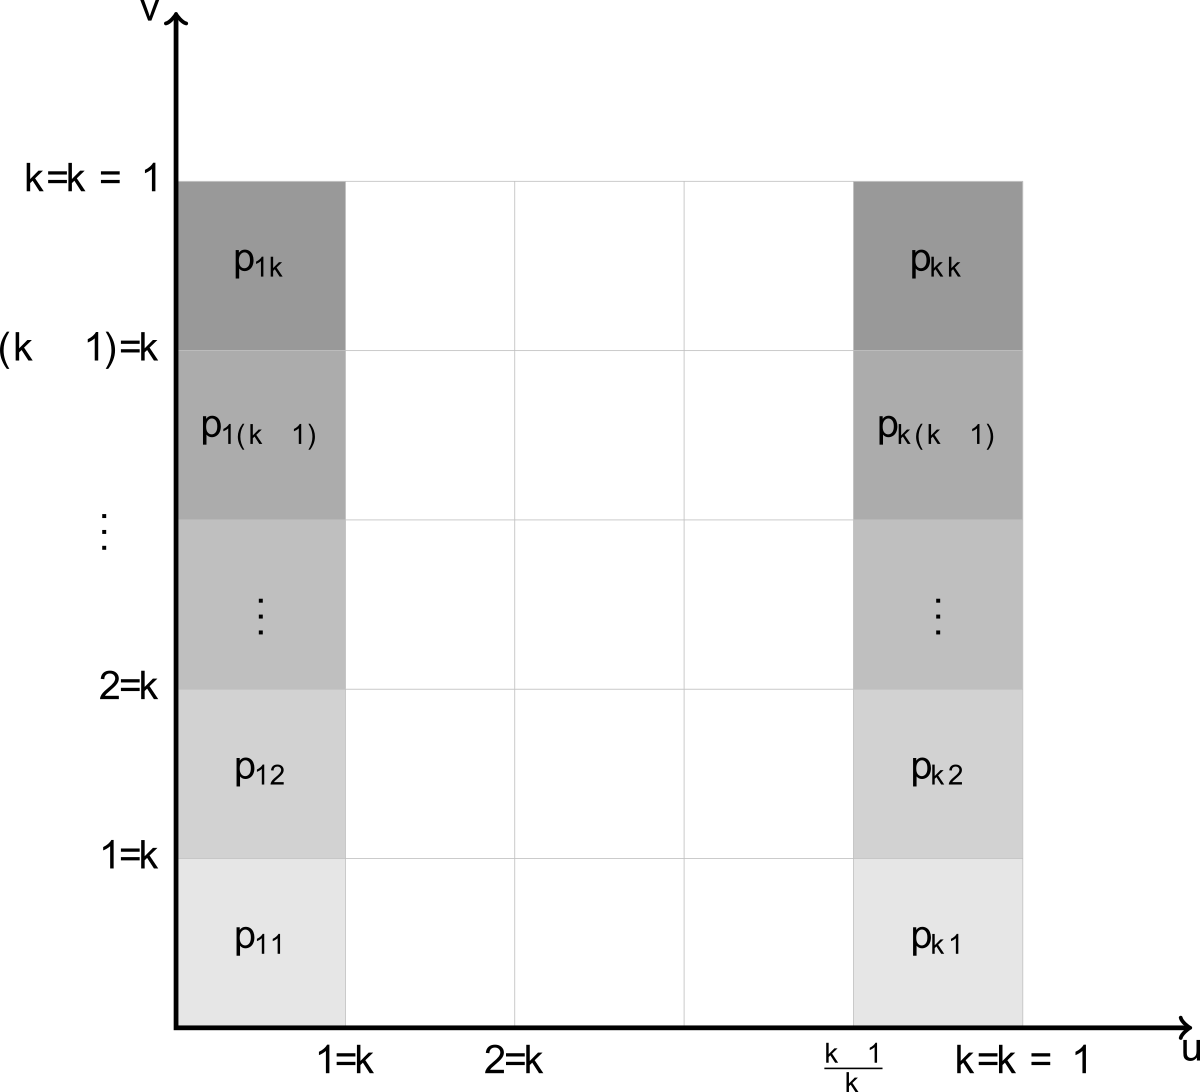 v
k=k = 1
p1k
pkk
(k 1)=k
p1(k 1)
pk(k 1)
⋮
⋮
⋮
2=k
p12
pk2
1=k
p11
pk1
1=k
2=k
k 1
k
k=k = 1
u